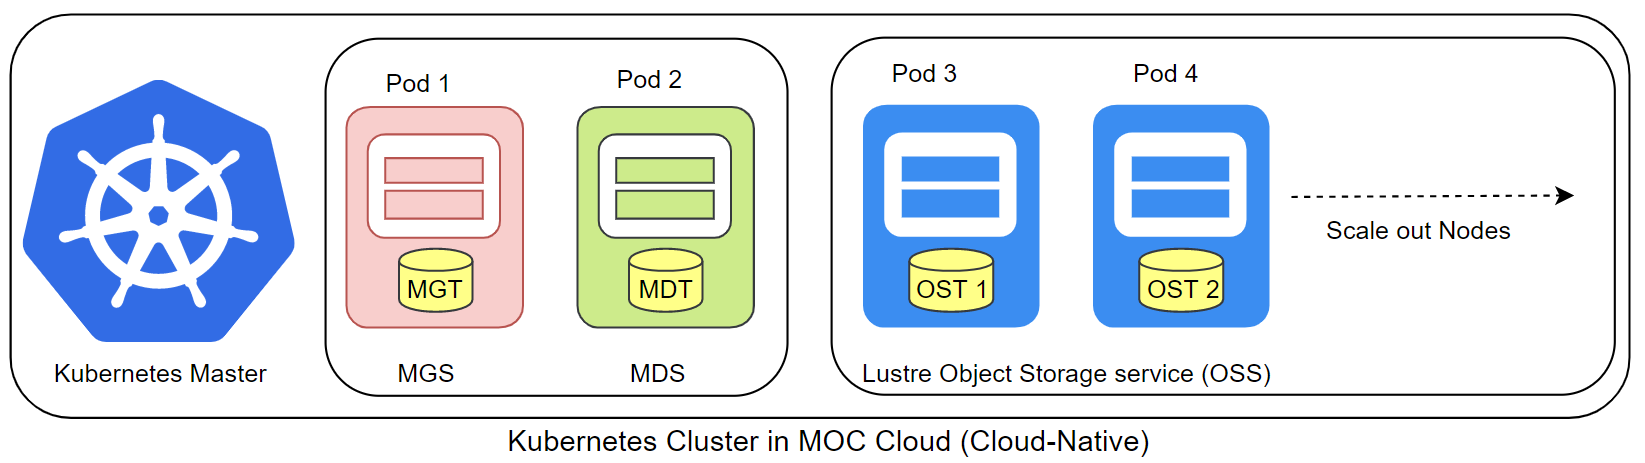 Pod 1
Pod 2
Pod 3
Pod 4
MGT
MDT
OST 1
OST 2
Scale out Nodes
Kubernetes Master
MGS
MDS
Lustre Object Storage service (OSS)
Kubernetes Cluster in MOC Cloud (Cloud-Native)